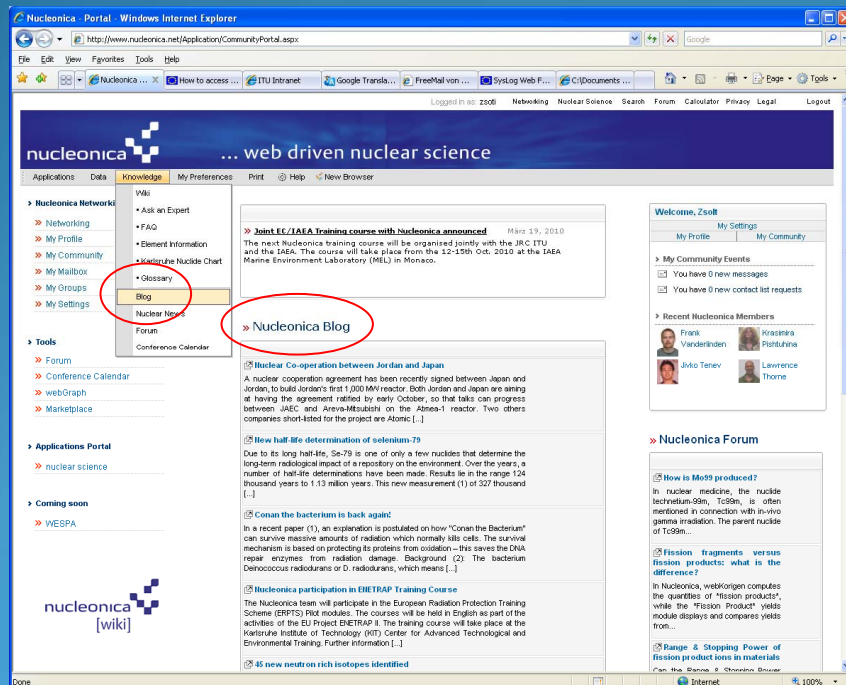 Nucleonica - Portal - Windows Internet Explorer
http://www.nucleonica.net/Application/CommunityPortal.aspx
Google
File Edit View Favorites Tools Help
Nucleonica ... X
How to access ...
ITU Intranet
Google Transla...
FreeMail von ...
SysLog Web F...
C:\Documents ...
Page
Tools
Logged in as: zsoti Networking Nuclear Science Search Forum Calculator Privacy Legal Logout
nucleonica
... web driven nuclear science
Applications Data Knowledge My Preferences Print Help New Browser
Wiki
• Ask an Expert
• FAQ
• Element Information
• Karlsruhe Nuclide Chart
• Glossary
Blog
Nuclear News
Forum
Conference Calendar
Nucleonica Networki
Networking
My Profile
My Community
My Mailbox
My Groups
My Settings
Tools
Forum
Conference Calendar
webGraph
Marketplace
Applications Portal
nuclear science
Coming soon
WESPA
nucleonica
[wiki]
Joint EC/IAEA Training course with Nucleonica announced März 19, 2010
The next Nucleonica training course will be organised jointly with the JRC ITU
and the IAEA. The course will take place from the 12-15th Oct. 2010 at the IAEA
Marine Environment Laboratory (MEL) in Monaco.
» Nucleonica Blog
Nuclear Co-operation between Jordan and Japan
A nuclear cooperation agreement has been recently signed between Japan and
Jordan, to build Jordan's first 1,000 MW reactor. Both Jordan and Japan are aiming
at having the agreement ratified by early October, so that talks can progress
between JAEC and Areva-Mitsubishi on the Atmea-1 reactor. Two others
companies short-listed for the project are Atomic [...]
New half-life determination of selenium-79
Due to its long half-life, Se-79 is one of only a few nuclides that determine the
long-term radiological impact of a repository on the environment. Over the years, a
number of half-life determinations have been made. Results lie in the range 124
thousand years to 1.13 million years. This new measurement (1) of 327 thousand
[...]
Conan the bacterium is back again!
In a recent paper (1), an explanation is postulated on how "Conan the Bacterium"
can survive massive amounts of radiation which normally kills cells. The survival
mechanism is based on protecting its proteins from oxidation – this saves the DNA
repair enzymes from radiation damage. Background (2): The bacterium
Deinococcus radiodurans or D. radiodurans, which means [...]
Nucleonica participation in ENETRAP Training Course
The Nucleonica team will participate in the European Radiation Protection Training
Scheme (ERPTS) Pilot modules. The courses will be held in English as part of the
activities of the EU Project ENETRAP II. The training course will take place at the
Karlsruhe Institute of Technology (KIT) Center for Advanced Technological and
Environmental Training. Further information [...]
45 new neutron rich isotopes identified
Welcome, Zsolt
My Settings
My Profile My Community
My Community Events
You have 0 new messages
You have 0 new contact list requests
Recent Nucleonica Members
Frank Vanderlinden
Krasimira Pishtuhina
Jivko Tenev
Lawrence Thorne
» Nucleonica Forum
How is Mo99 produced?
In nuclear medicine, the nuclide
technetium-99m, Tc99m, is often
mentioned in connection with in-vivo
gamma irradiation. The parent nuclide
of Tc99m...
Fission fragments versus
fission products: what is the
difference?
In Nucleonica, webKorigen computes
the quantities of "fission products",
while the "Fission Product" yields
module displays and compares yields
from...
Range & Stopping Power of
fission product ions in materials
Can the Range & Stopping Power
Done
Internet
100%